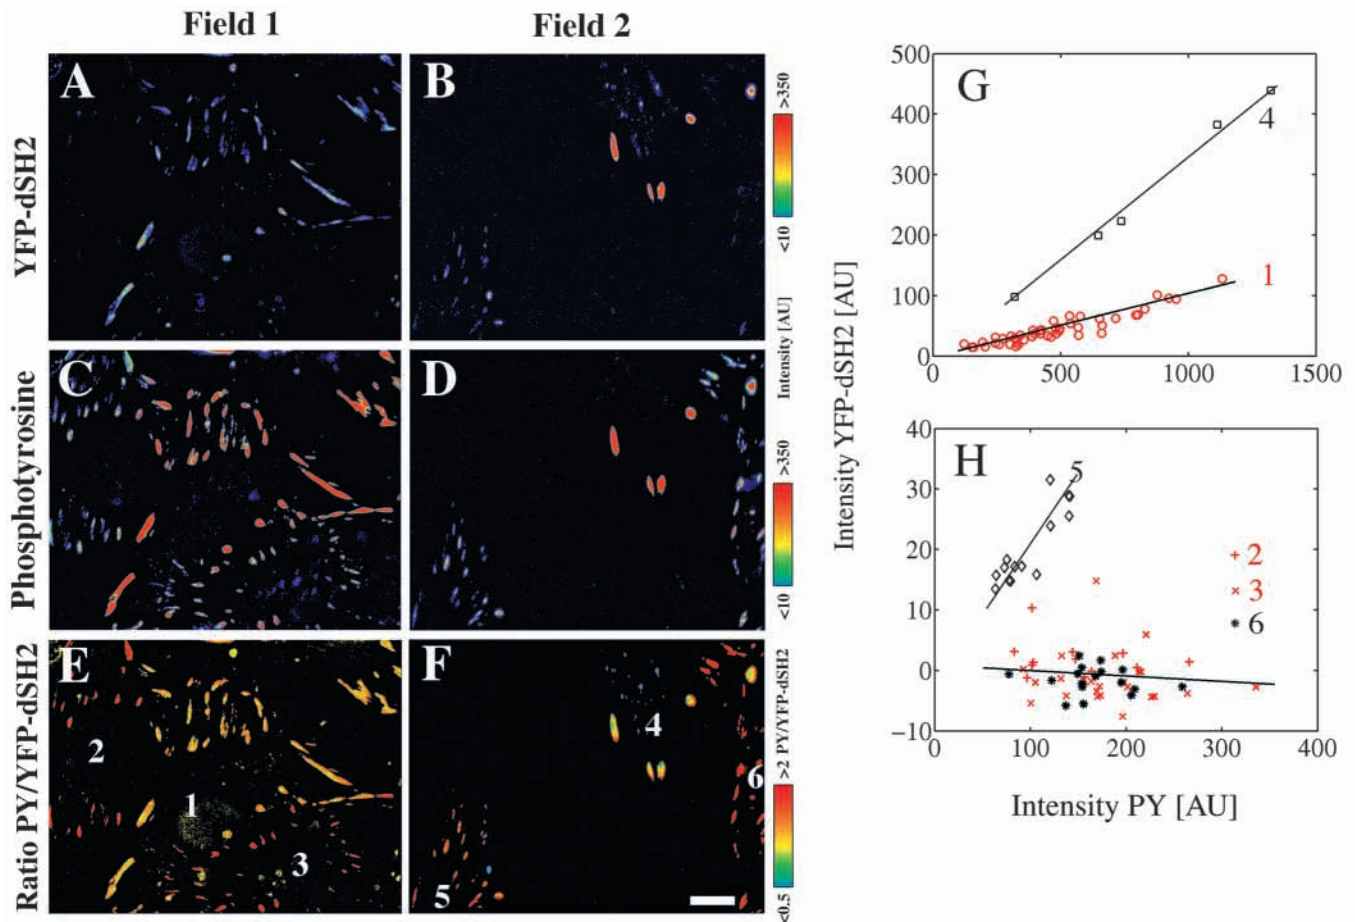 Field 1
Field 2
YFP-dSH2
A
B
>350
<10
Intensity [AU]
Phosphotyrosine
C
D
>350
<10
Ratio PY/YFP-dSH2
E
2
1
3
F
4
6
5
>2 PY/YFP-dSH2
<0.5
Intensity YFP-dSH2 [AU]
G
4
1
500
400
300
200
100
0
0 500 1000 1500
H
5
2
3
6
40
30
20
10
0
−10
0 100 200 300 400
Intensity PY [AU]